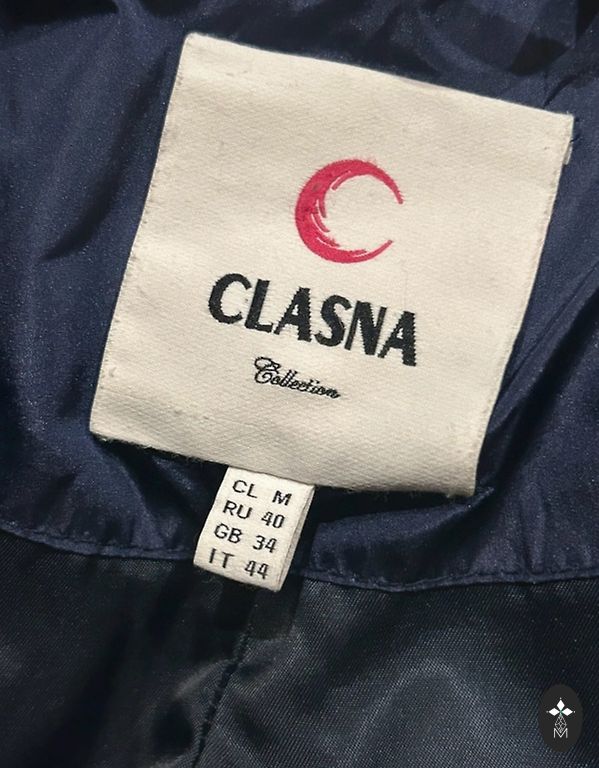 CLASNA
Collection
CL M
RU 40
GB 34
IT 44
M